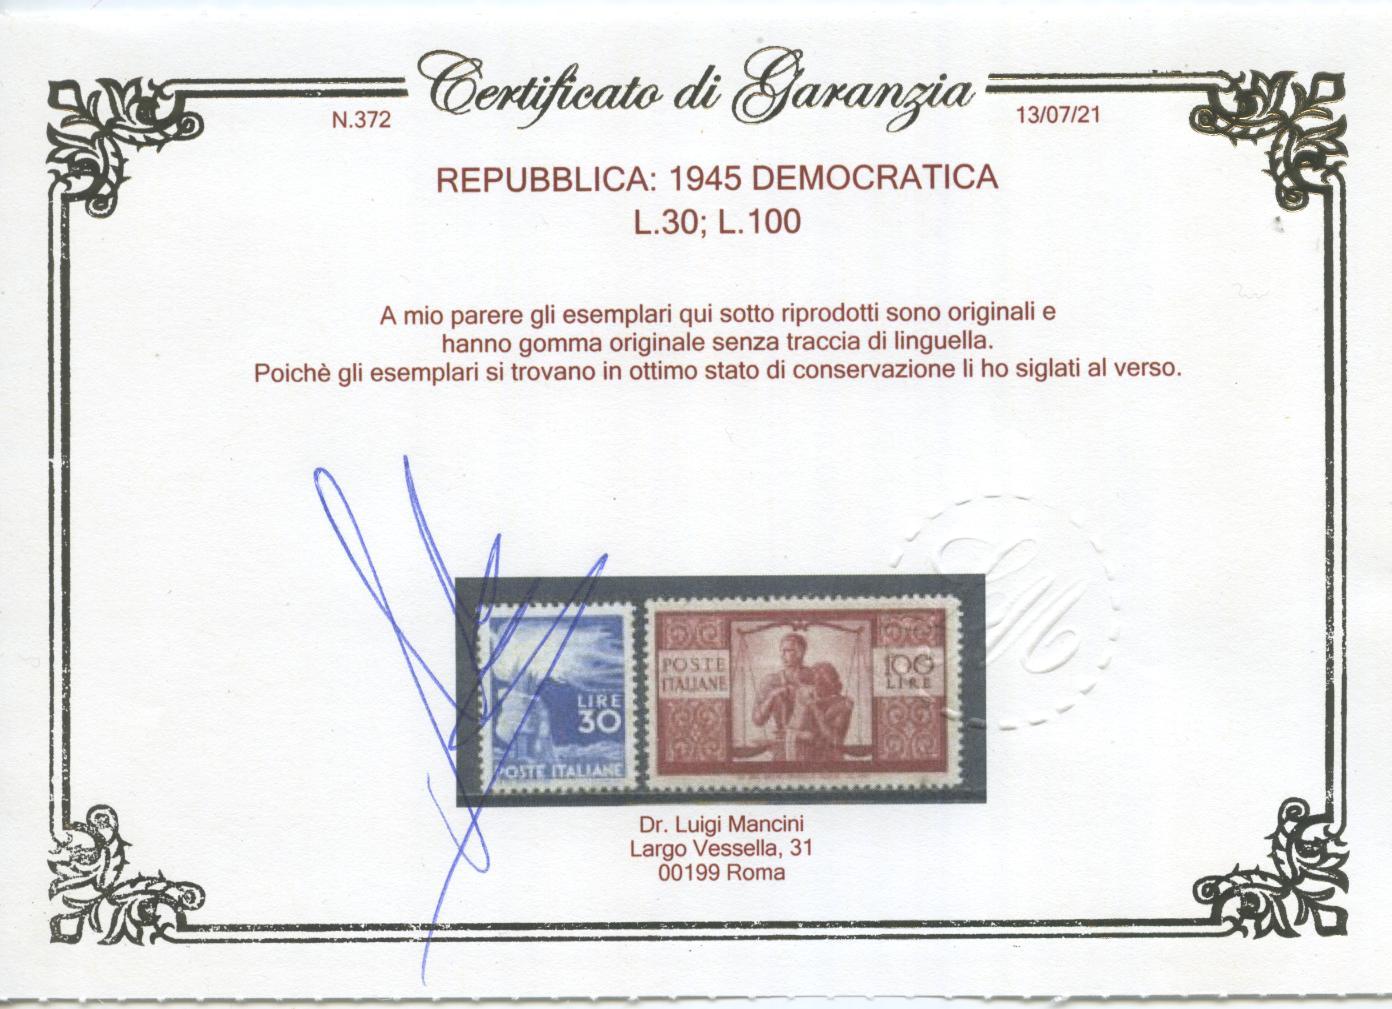 Certificato di Garanzia
N.372
13/07/21
REPUBBLICA: 1945 DEMOCRATICA
L.30; L.100
A mio parere gli esemplari qui sotto riprodotti sono originali e
hanno gomma originale senza traccia di linguella.
Poichè gli esemplari si trovano in ottimo stato di conservazione li ho siglati al verso.
LIRE
30
POSTE ITALIANE
POSTE
ITALIANE
100
LIRE
Dr. Luigi Mancini
Largo Vessella, 31
00199 Roma